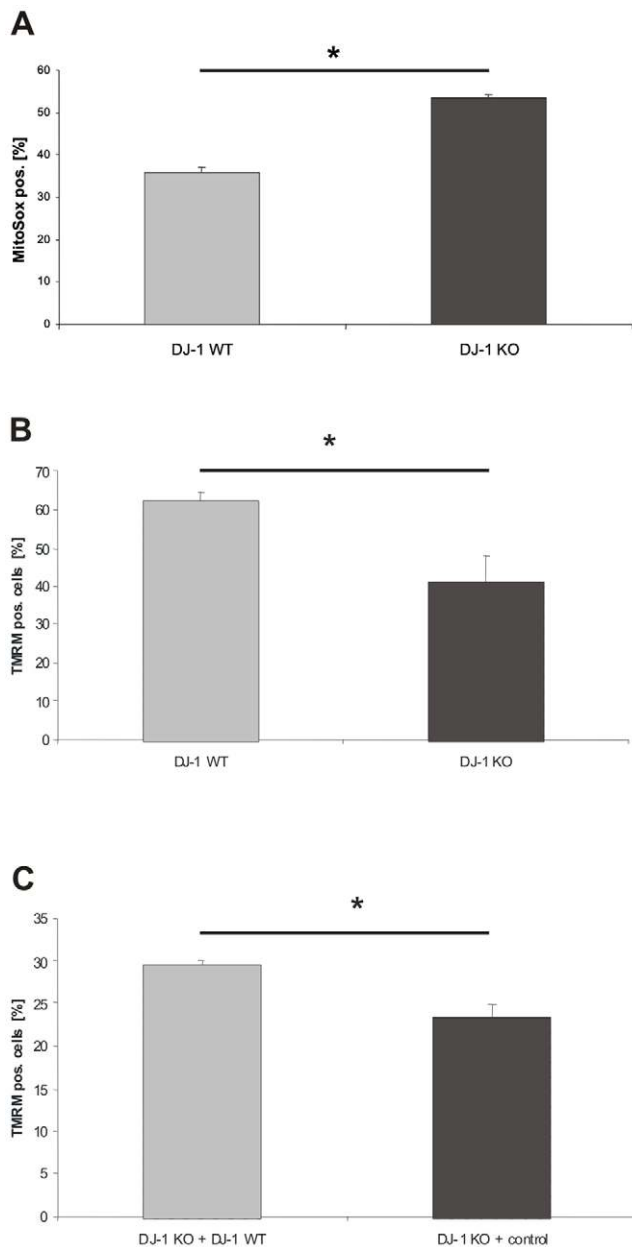 A
*
MitoSox pos. [%]
60
50
40
30
20
10
0
DJ-1 WT
DJ-1 KO
B
*
TMRM pos. cells [%]
70
60
50
40
30
20
10
0
DJ-1 WT
DJ-1 KO
C
*
TMRM pos. cells [%]
35
30
25
20
15
10
5
0
DJ-1 KO + DJ-1 WT
DJ-1 KO + control